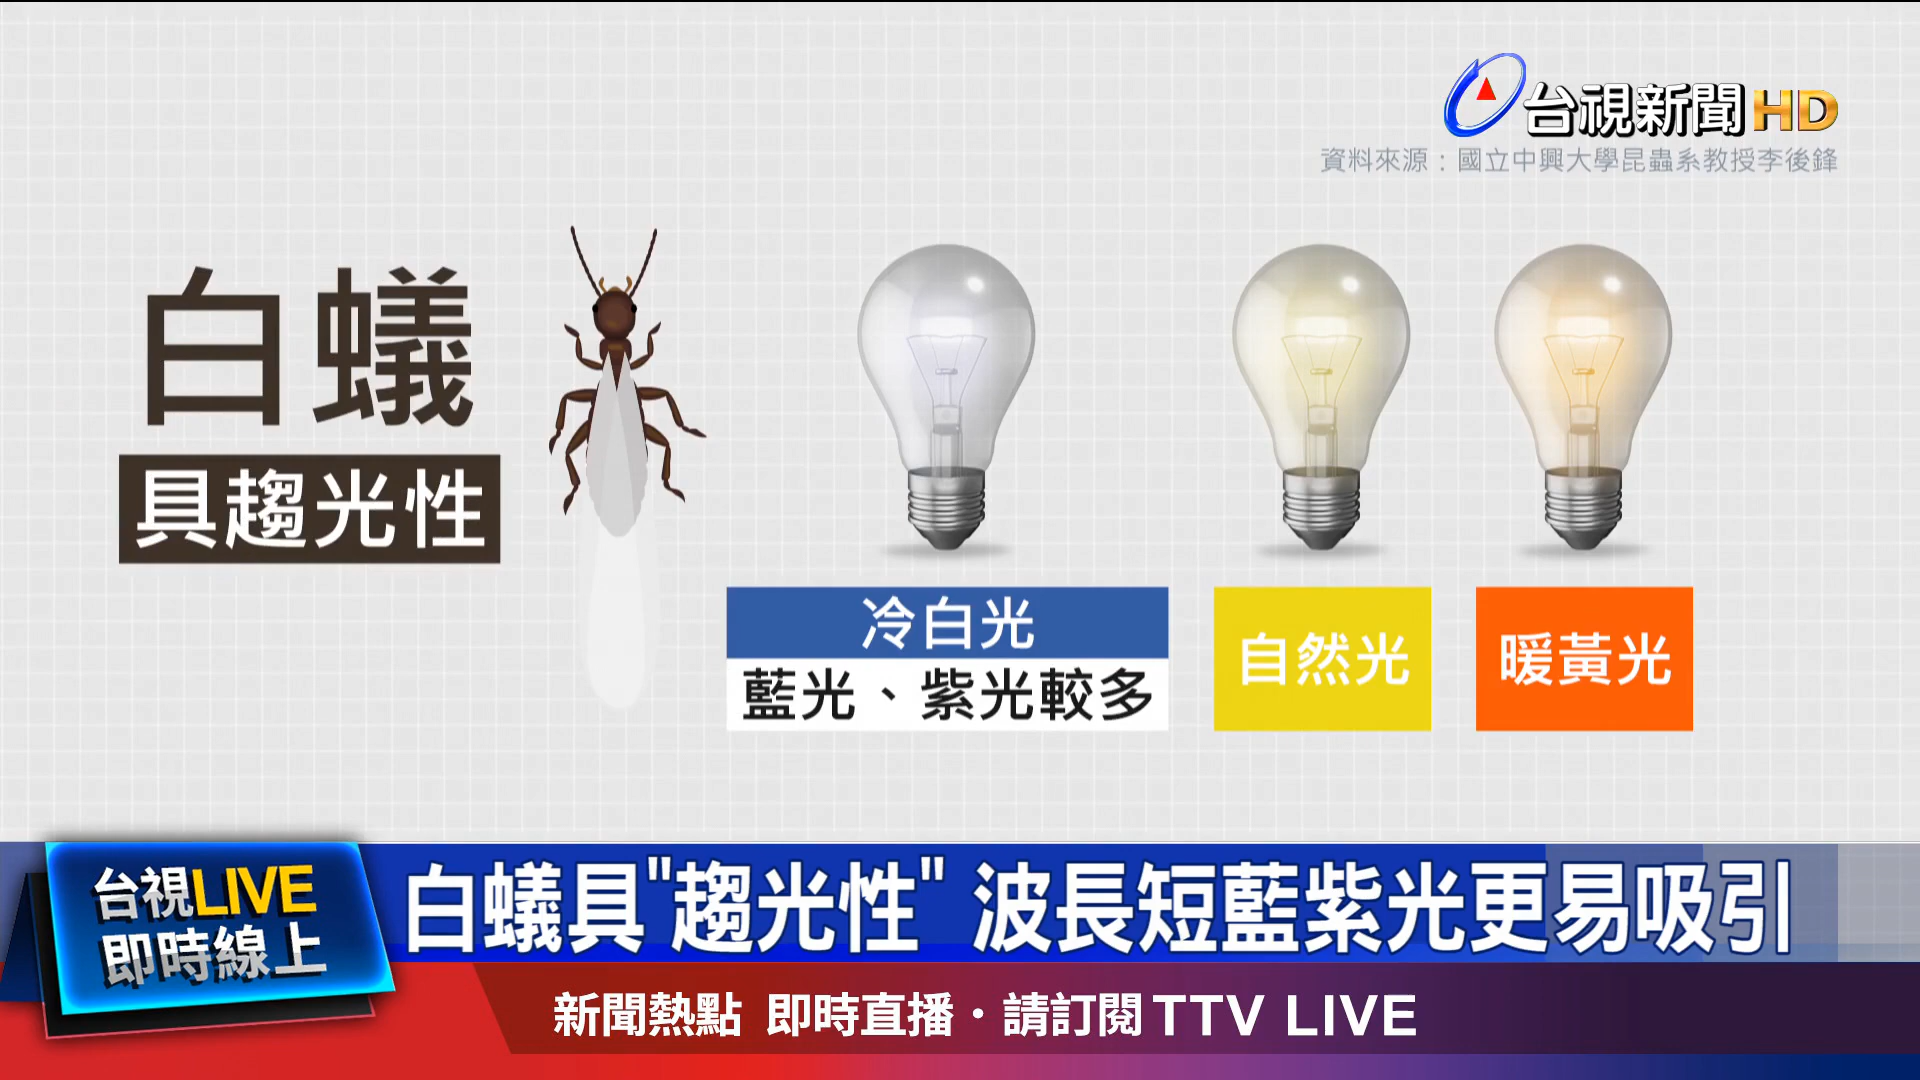 台視新聞HD
資料來源：國立中興大學昆蟲系教授李後鋒
白蟻
具趨光性
冷白光
藍光、紫光較多
自然光
暖黃光
台視LIVE
即時線上
白蟻具"趨光性" 波長短藍紫光更易吸引
新聞熱點 即時直播・請訂閱TTV LIVE